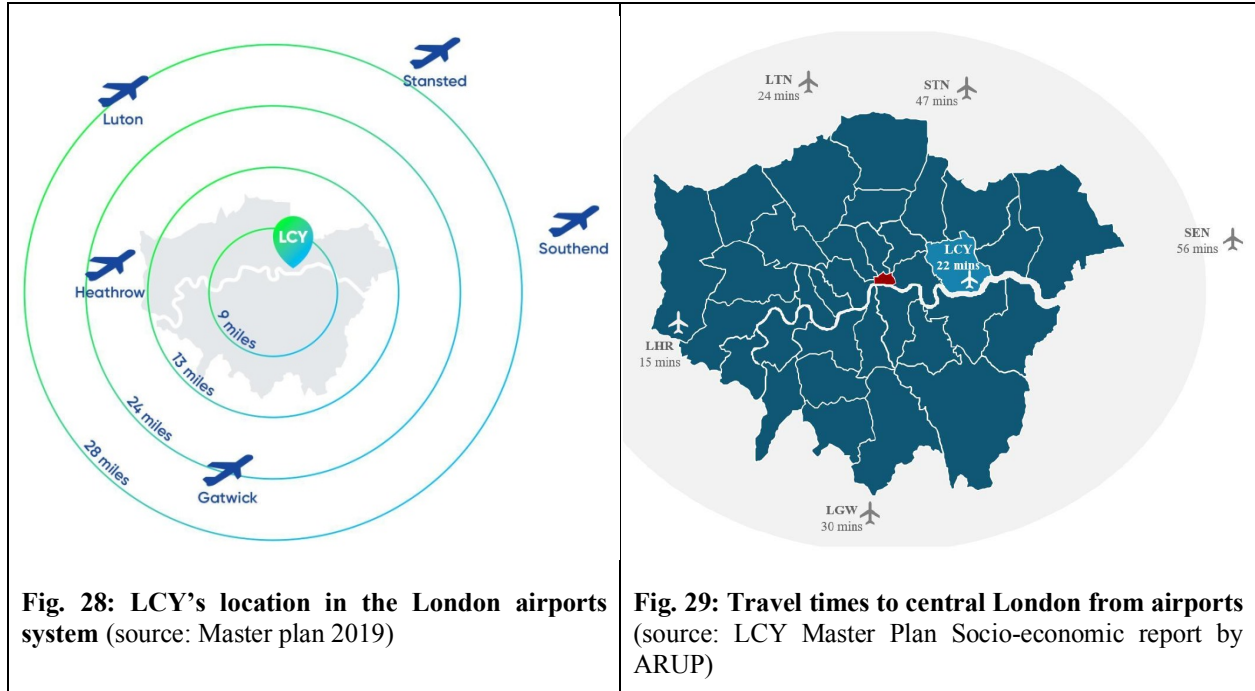 Stansted
Luton
LCY
Southend
Heathrow
9 miles
13 miles
24 miles
28 miles
Gatwick
Fig. 28: LCY’s location in the London airports
system (source: Master plan 2019)
LTN
24 mins
STN
47 mins
SEN
56 mins
LCY
22 mins
LHR
15 mins
LGW
30 mins
Fig. 29: Travel times to central London from airports
(source: LCY Master Plan Socio-economic report by
ARUP)